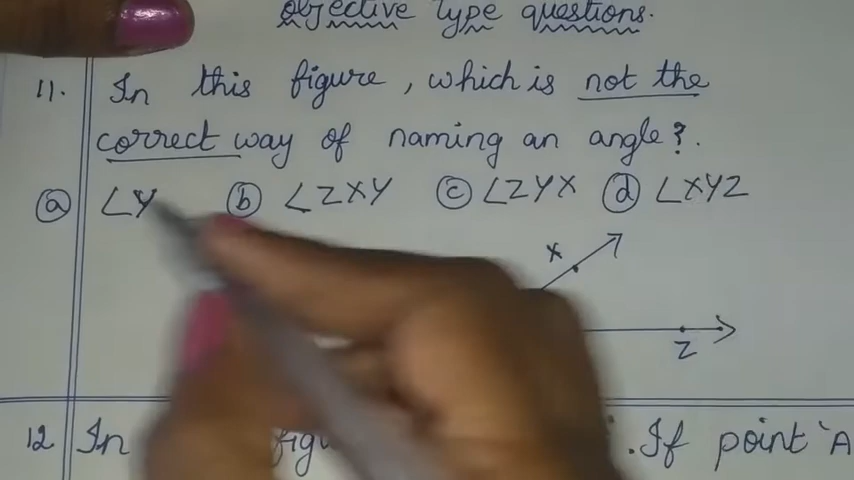 objective type questions.
11. In this figure, which is not the
correct way of naming an angle?
ⓐ ∠Y ⓑ ∠ZXY ⓒ ∠ZYX ⓓ ∠XYZ
X
Z
12 In . If point 'A